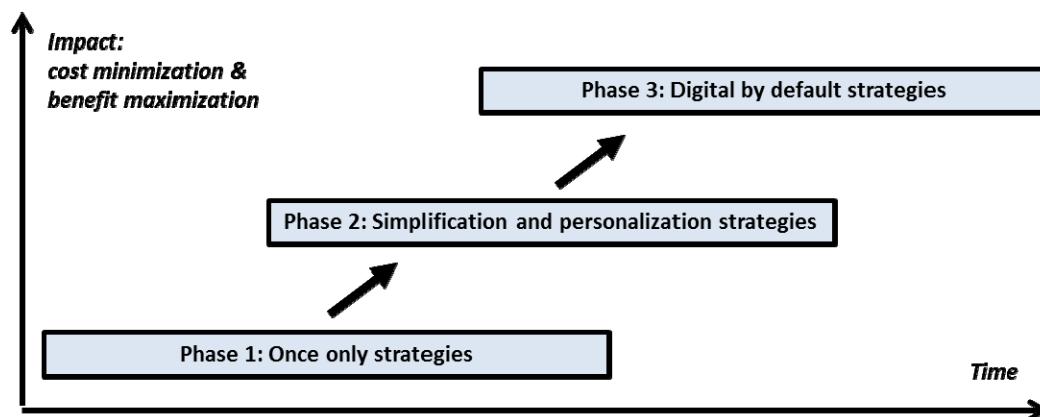 Impact:
cost minimization &
benefit maximization
Phase 3: Digital by default strategies
Phase 2: Simplification and personalization strategies
Phase 1: Once only strategies
Time